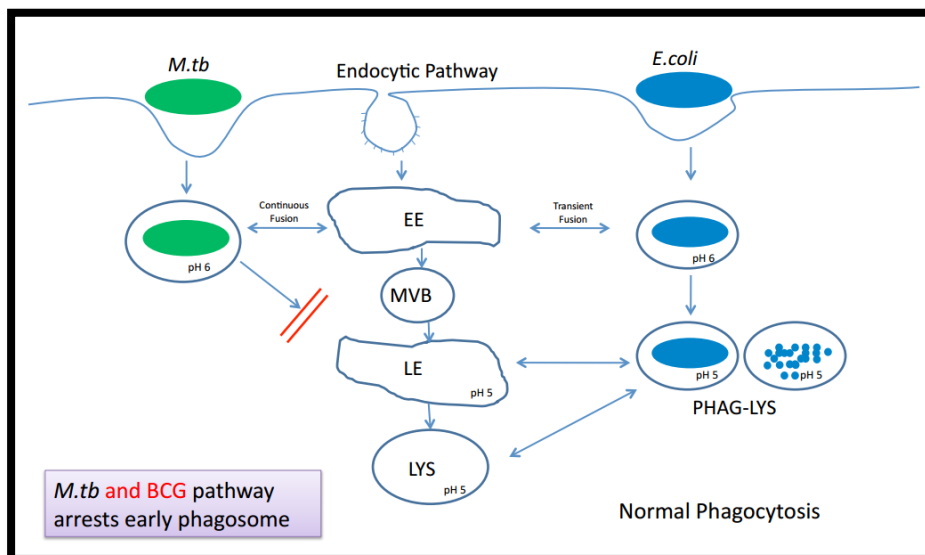 M.tb
Endocytic Pathway
E.coli
Continuous
Fusion
EE
Transient
Fusion
pH 6
pH 6
MVB
LE
pH 5
pH 5
pH 5
PHAG-LYS
LYS
pH 5
M.tb and BCG pathway
arrests early phagosome
Normal Phagocytosis